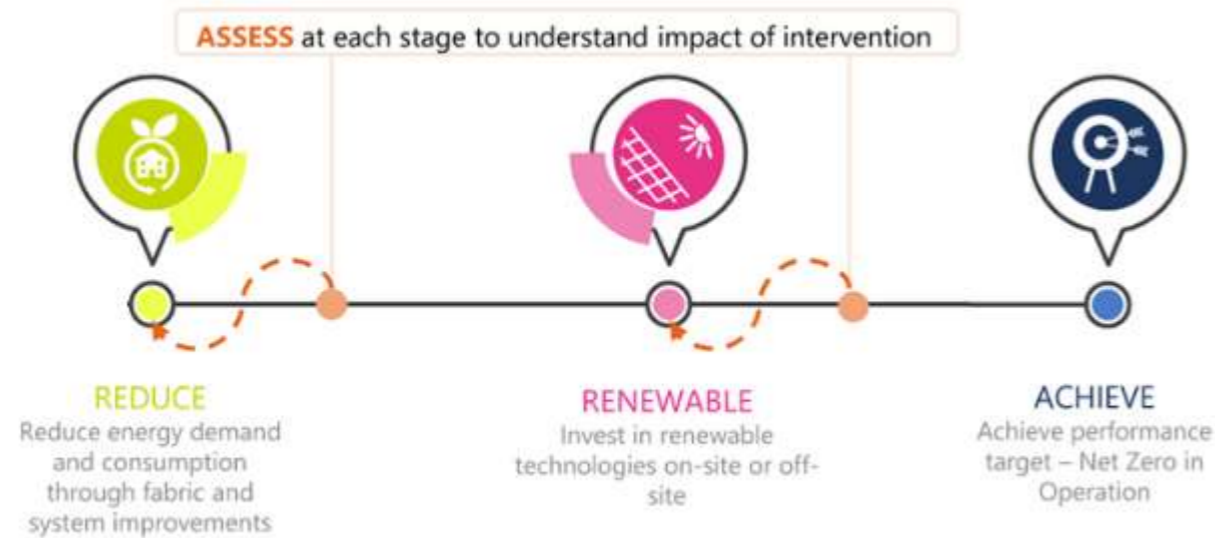 ASSESS at each stage to understand impact of intervention
REDUCE
Reduce energy demand
and consumption
through fabric and
system improvements
RENEWABLE
Invest in renewable
technologies on-site or off-
site
ACHIEVE
Achieve performance
target – Net Zero in
Operation